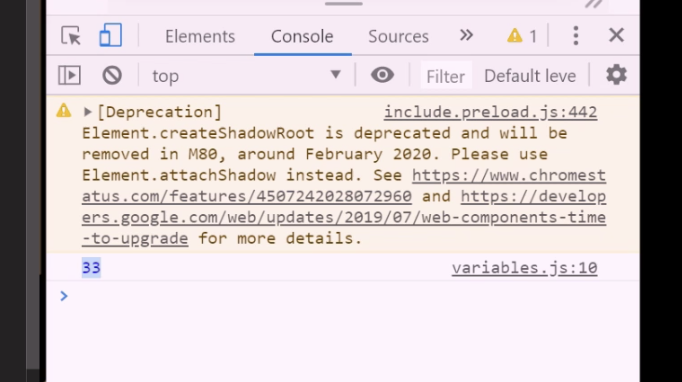 Elements Console Sources » 1
top Filter Default leve
[Deprecation] include.preload.js:442
Element.createShadowRoot is deprecated and will be
removed in M80, around February 2020. Please use
Element.attachShadow instead. See https://www.chromest
atus.com/features/4507242028072960 and https://develop
ers.google.com/web/updates/2019/07/web-components-time
-to-upgrade for more details.
33 variables.js:10
>